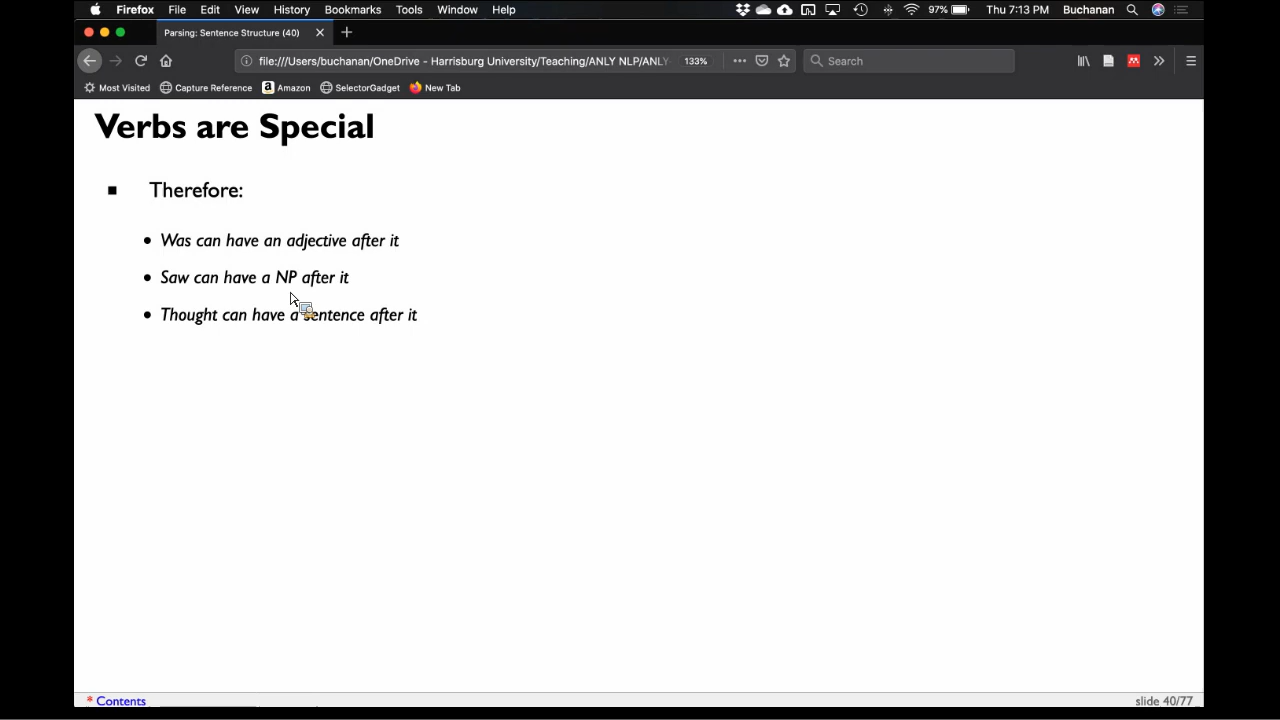 Firefox File Edit View History Bookmarks Tools Window Help 97% Thu 7:13 PM Buchanan
Parsing: Sentence Structure (40)
file:///Users/buchanan/OneDrive - Harrisburg University/Teaching/ANLY NLP/ANLY 133% Search
Most Visited Capture Reference Amazon SelectorGadget New Tab
Verbs are Special
Therefore:
Was can have an adjective after it
Saw can have a NP after it
Thought can have a sentence after it
* Contents slide 40/77